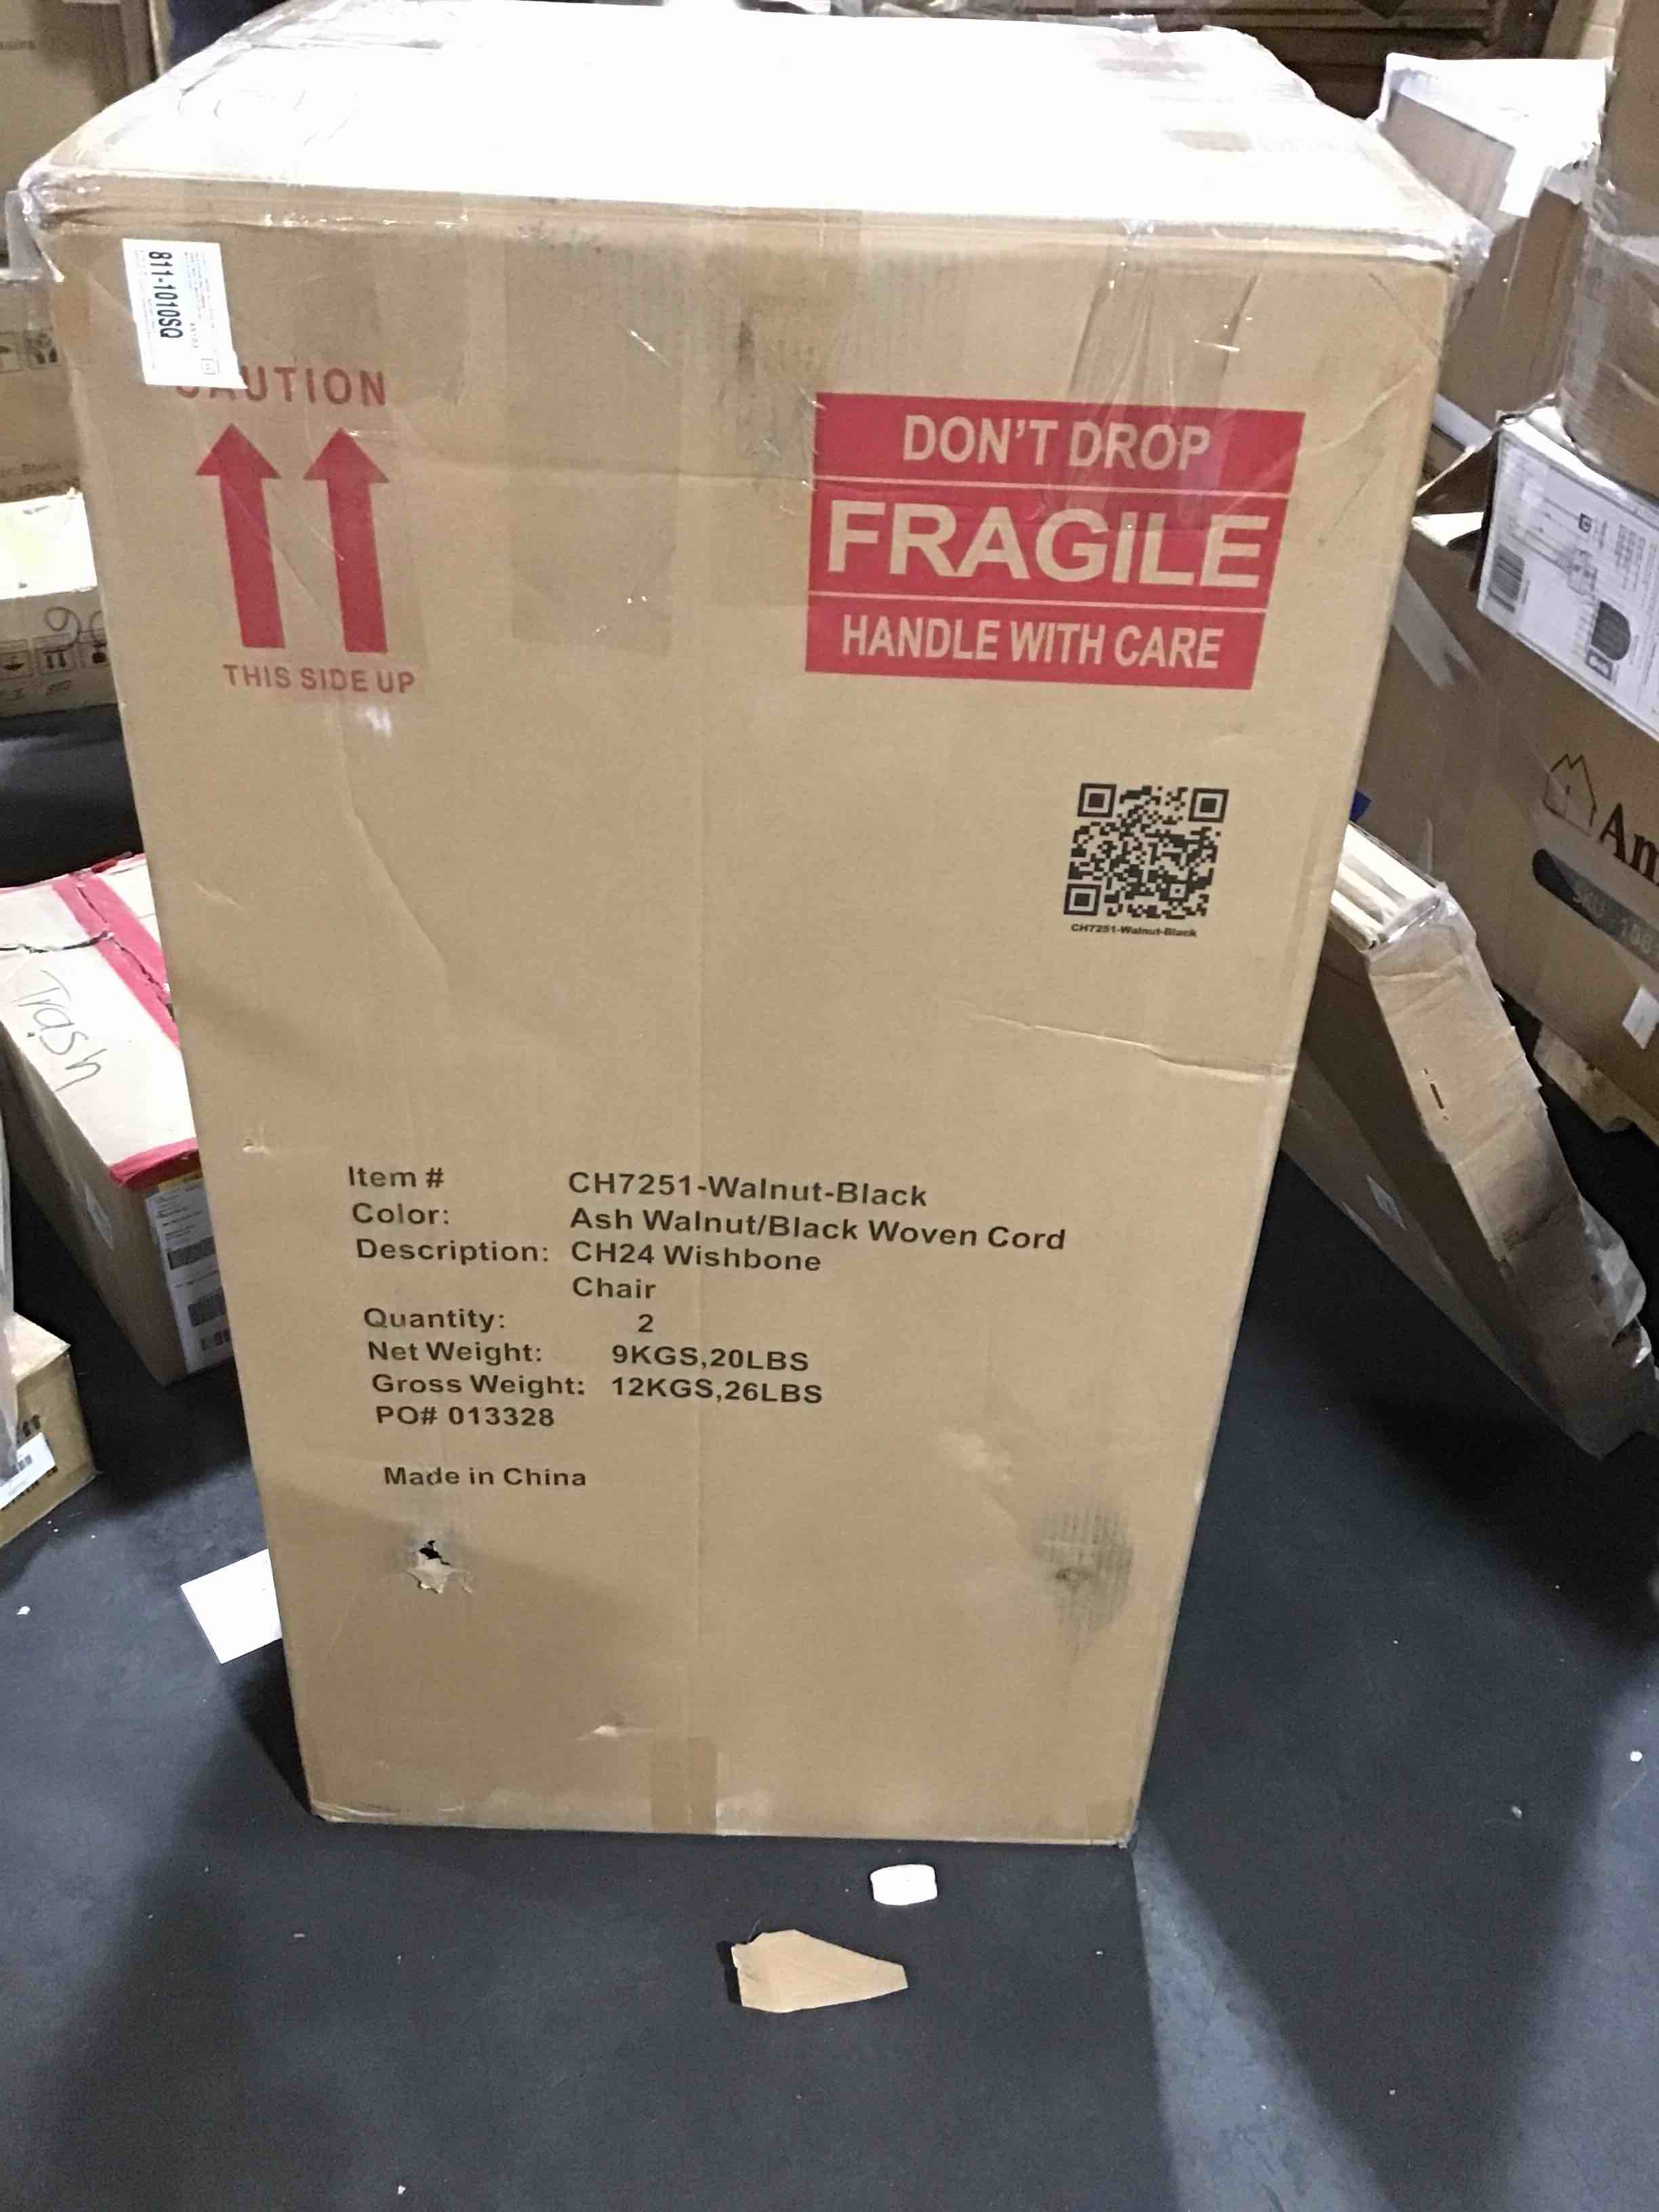 811-1010SQ
CAUTION
THIS SIDE UP
DON'T DROP
FRAGILE
HANDLE WITH CARE
CH7251-Walnut-Black
Trash
Item # CH7251-Walnut-Black
Color: Ash Walnut/Black Woven Cord
Description: CH24 Wishbone
Chair
Quantity: 2
Net Weight: 9KGS,20LBS
Gross Weight: 12KGS,26LBS
PO# 013328
Made in China